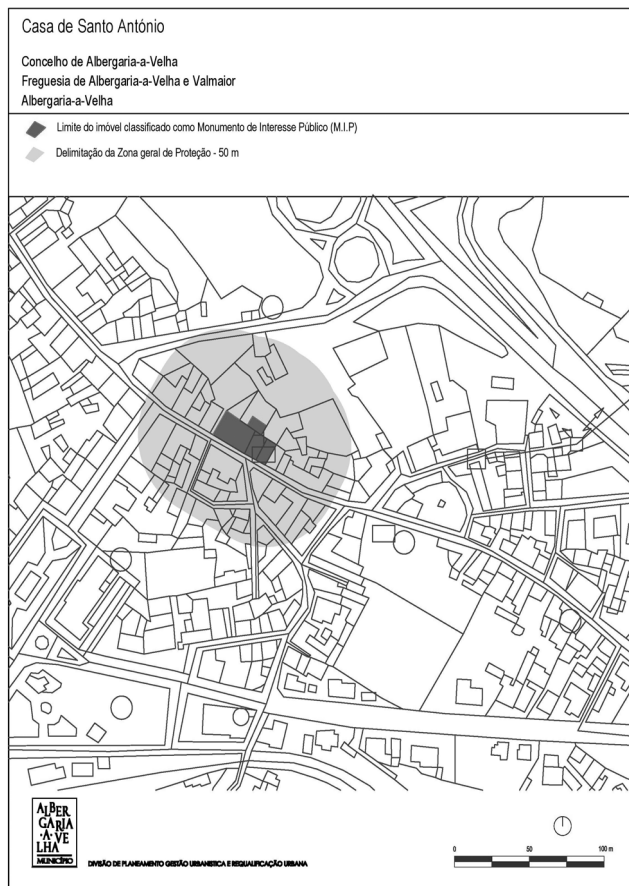 Casa de Santo António
Concelho de Albergaria-a-Velha
Freguesia de Albergaria-a-Velha e Valmaior
Albergaria-a-Velha
Limite do imóvel classificado como Monumento de Interesse Público (M.I.P)
Delimitação da Zona geral de Proteção - 50 m
ALBER
GARIA
·A·VE
LHA
MUNICÍPIO
DIVISÃO DE PLANEAMENTO GESTÃO URBANISTICA E REQUALIFICAÇÃO URBANA
0 50 100 m